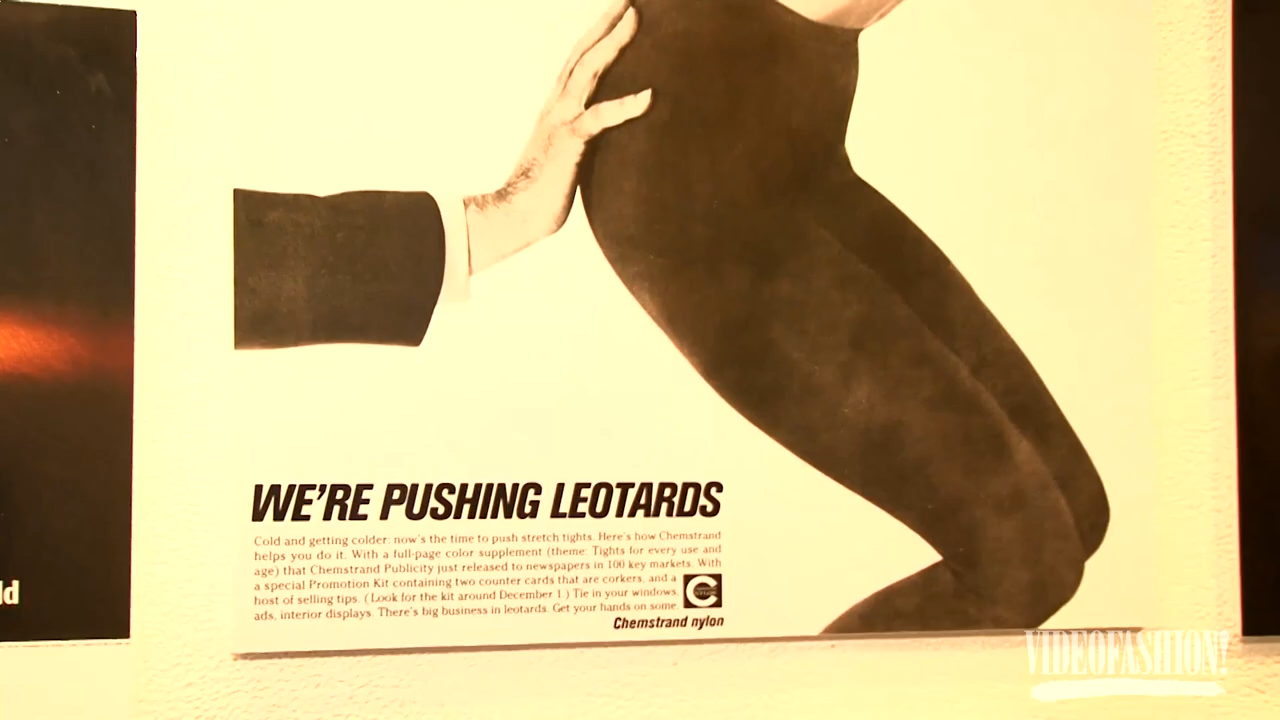 WE'RE PUSHING LEOTARDS
Cold and getting colder: now's the time to push stretch tights. Here's how Chemstrand
helps you do it. With a full-page color supplement (theme: Tights for every use and
age) that Chemstrand Publicity just released to newspapers in 100 key markets. With
a special Promotion Kit containing two counter cards that are corkers, and a
host of selling tips. (Look for the kit around December 1.) Tie in your windows,
ads, interior displays. There's big business in leotards. Get your hands on some.
Chemstrand nylon
ld
VIDEOFASHION!